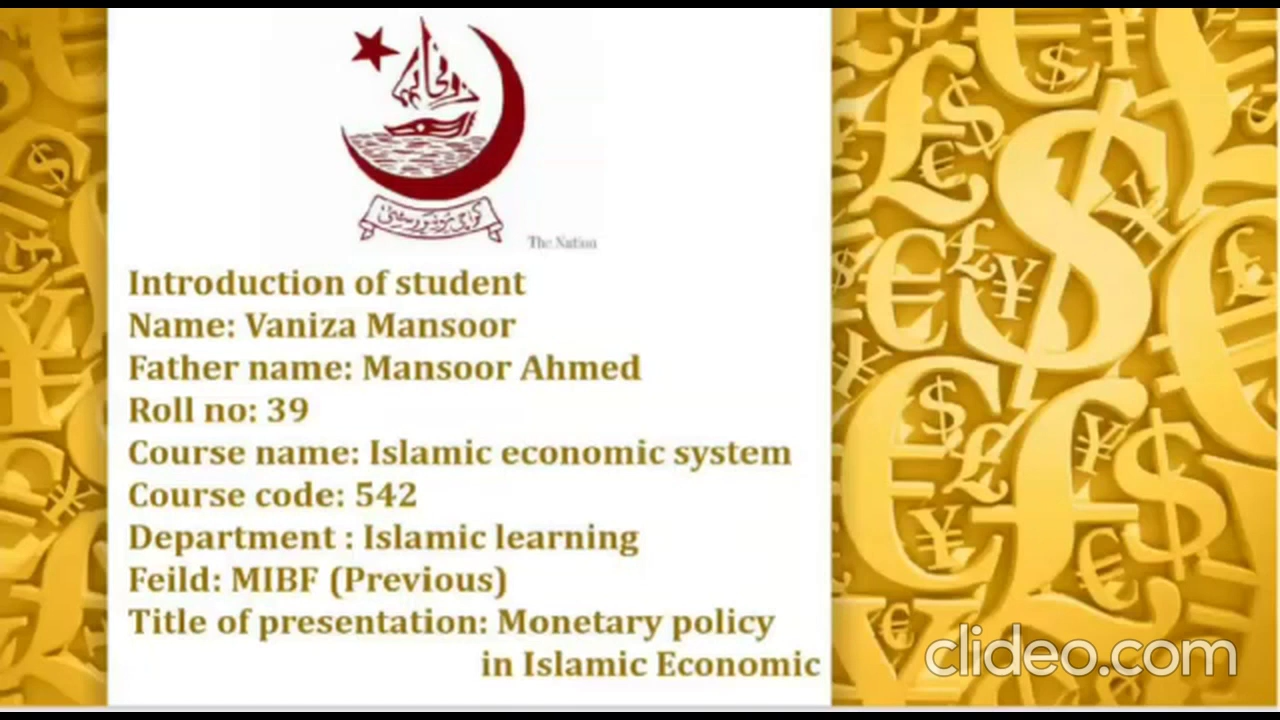 کراچی یونیورسٹی
The Nation
Introduction of student
Name: Vaniza Mansoor
Father name: Mansoor Ahmed
Roll no: 39
Course name: Islamic economic system
Course code: 542
Department : Islamic learning
Feild: MIBF (Previous)
Title of presentation: Monetary policy
in Islamic Economic
clideo.com